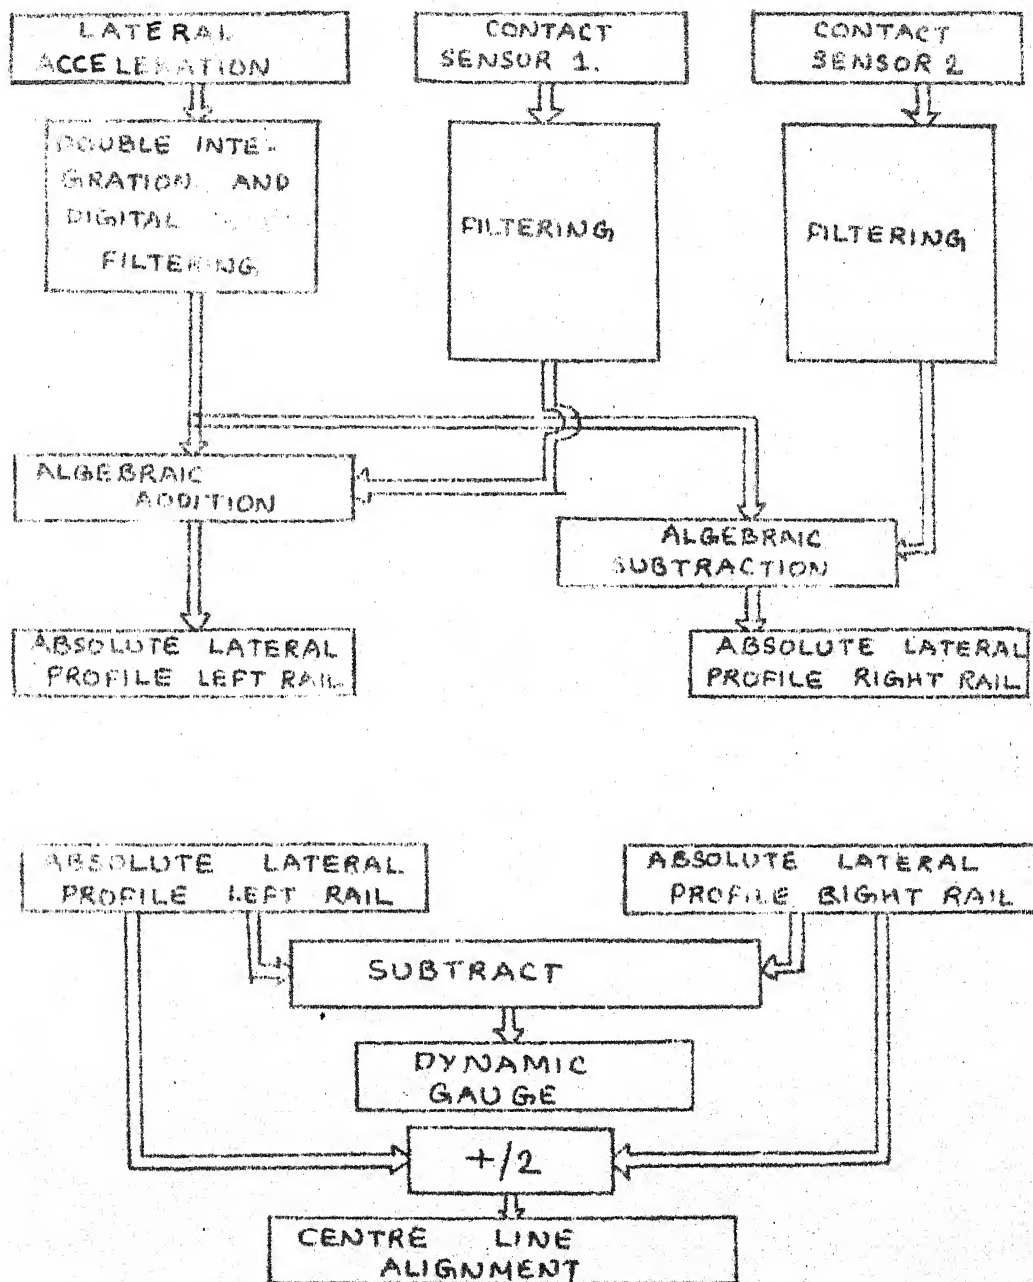 LATERAL
ACCELERATION
CONTACT
SENSOR 1.
CONTACT
SENSOR 2
DOUBLE INTE-
GRATION AND
DIGITAL
FILTERING
FILTERING
FILTERING
ALGEBRAIC
ADDITION
ALGEBRAIC
SUBTRACTION
ABSOLUTE LATERAL
PROFILE LEFT RAIL
ABSOLUTE LATERAL
PROFILE RIGHT RAIL
ABSOLUTE LATERAL
PROFILE LEFT RAIL
ABSOLUTE LATERAL
PROFILE RIGHT RAIL
SUBTRACT
DYNAMIC
GAUGE
+/2
CENTRE LINE
ALIGNMENT